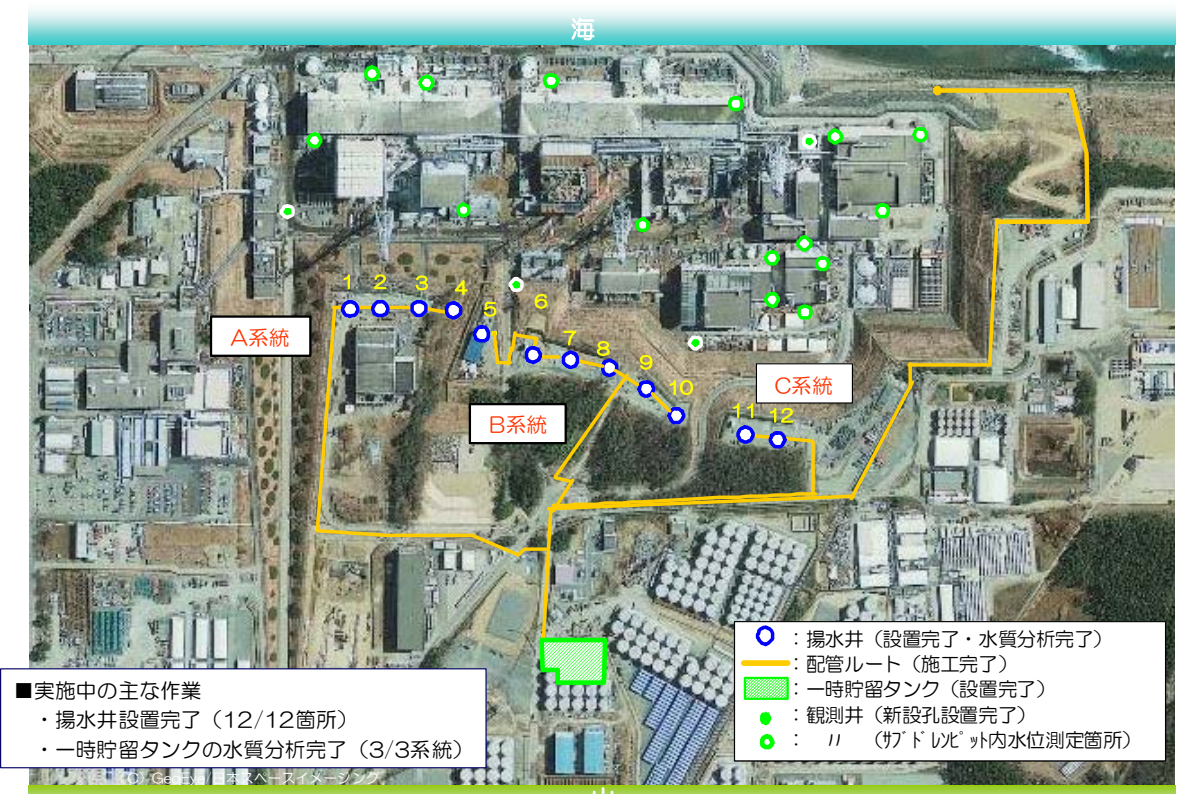 海
1 2 3 4
5 6
A系統
7
8
9
C系統
10
B系統
11 12
：揚水井（設置完了・水質分析完了）
：配管ルート（施工完了）
：一時貯留タンク（設置完了）
：観測井（新設孔設置完了）
： 〃 （ｻﾌﾞﾄﾞﾚﾝﾋﾟｯﾄ内水位測定箇所）
■実施中の主な作業
・揚水井設置完了（12/12箇所）
・一時貯留タンクの水質分析完了（3/3系統）
(C) GeoEye/日本スペースイメージング